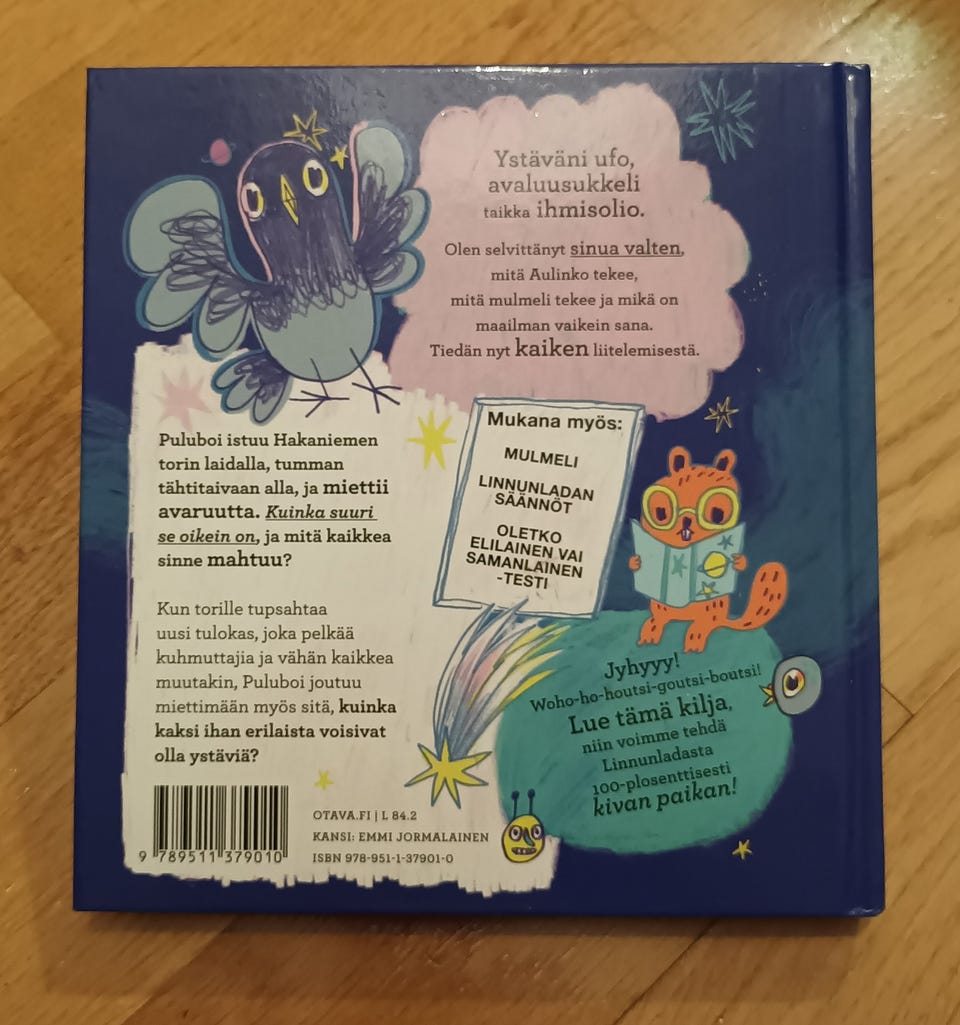 Ystäväni ufo,
avaluusukkeli
taikka ihmisolio.
Olen selvittänyt sinua valten,
mitä Aulinko tekee,
mitä mulmeli tekee ja mikä on
maailman vaikein sana.
Tiedän nyt kaiken liitelemisestä.
Puluboi istuu Hakaniemen
torin laidalla, tumman
tähtitaivaan alla, ja miettii
avaruutta. Kuinka suuri
se oikein on, ja mitä kaikkea
sinne mahtuu?
Kun torille tupsahtaa
uusi tulokas, joka pelkää
kuhmuttajia ja vähän kaikkea
muutakin, Puluboi joutuu
miettimään myös sitä, kuinka
kaksi ihan erilaista voisivat
olla ystäviä?
Mukana myös:
MULMELI
LINNUNLADAN
SÄÄNNÖT
OLETKO
ELILAINEN VAI
SAMANLAINEN
-TESTI
Jyhyyy!
Woho-ho-houtsi-goutsi-boutsi!
Lue tämä kilja,
niin voimme tehdä
Linnunladasta
100-plosenttisesti
kivan paikan!
OTAVA.FI | L 84.2
KANSI: EMMI JORMALAINEN
ISBN 978-951-1-37901-0
9 789511 379010